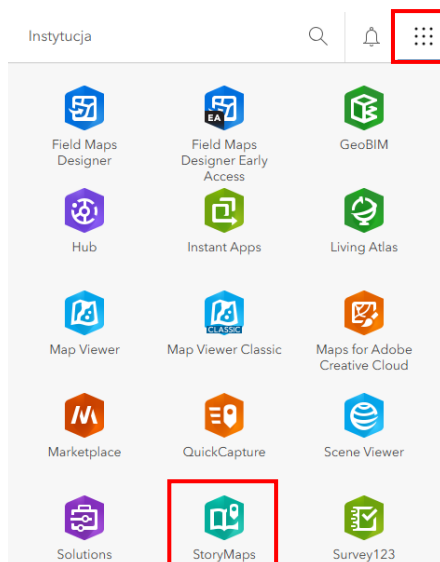 Instytucja
Field Maps
Designer
EA
Field Maps
Designer Early
Access
GeoBIM
Hub
Instant Apps
Living Atlas
Map Viewer
CLASSIC
Map Viewer Classic
Maps for Adobe
Creative Cloud
Marketplace
QuickCapture
Scene Viewer
Solutions
StoryMaps
Survey123